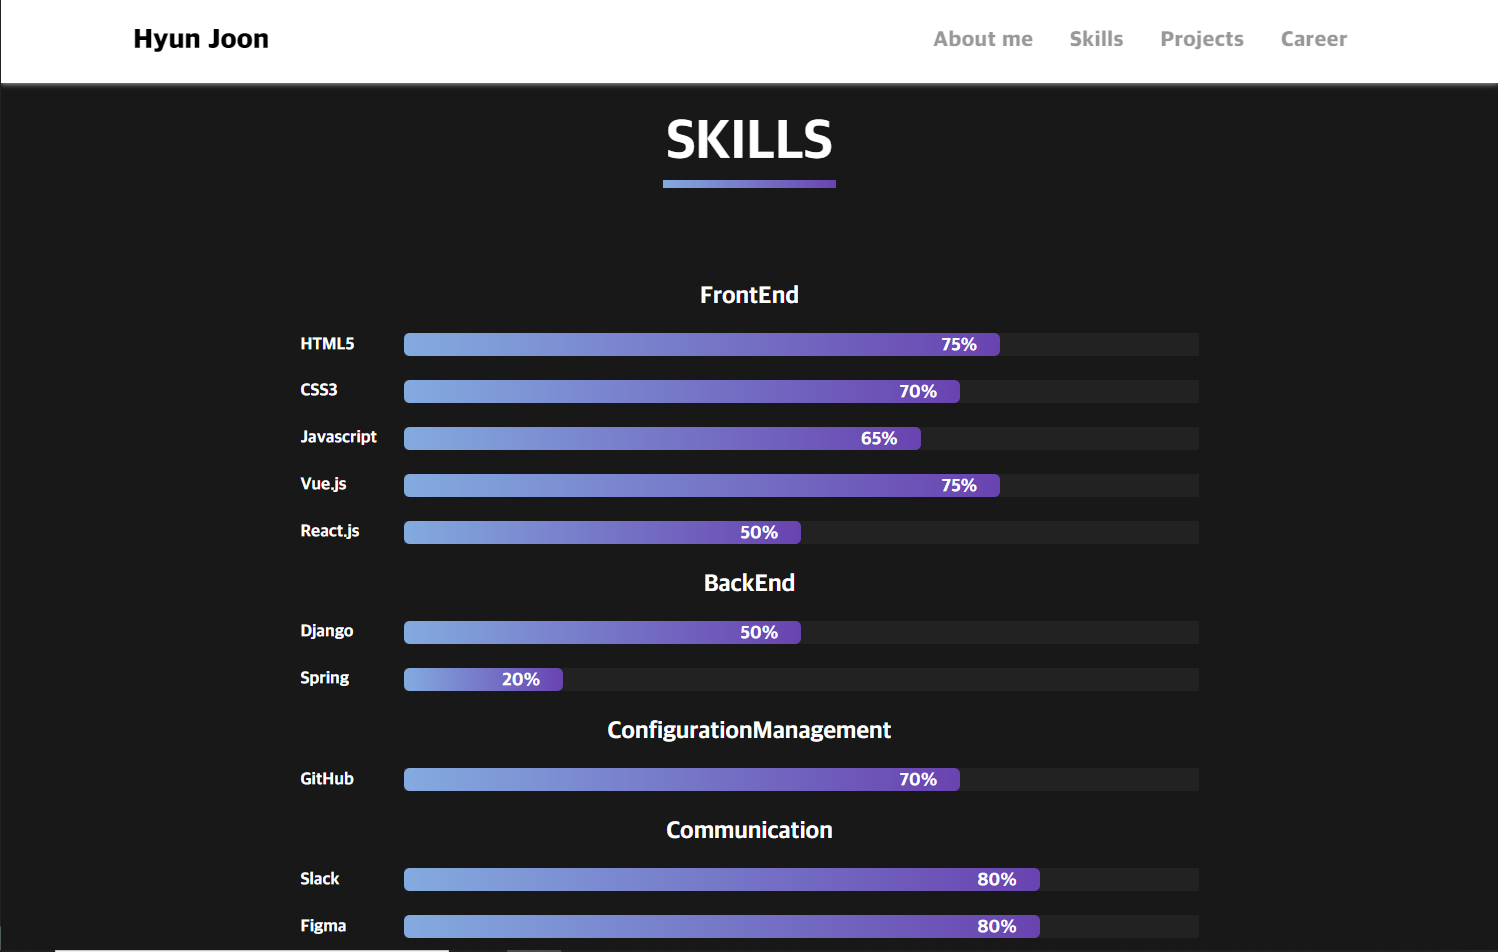 Hyun Joon
About me Skills Projects Career
SKILLS
FrontEnd
HTML5 75%
CSS3 70%
Javascript 65%
Vue.js 75%
React.js 50%
BackEnd
Django 50%
Spring 20%
ConfigurationManagement
GitHub 70%
Communication
Slack 80%
Figma 80%